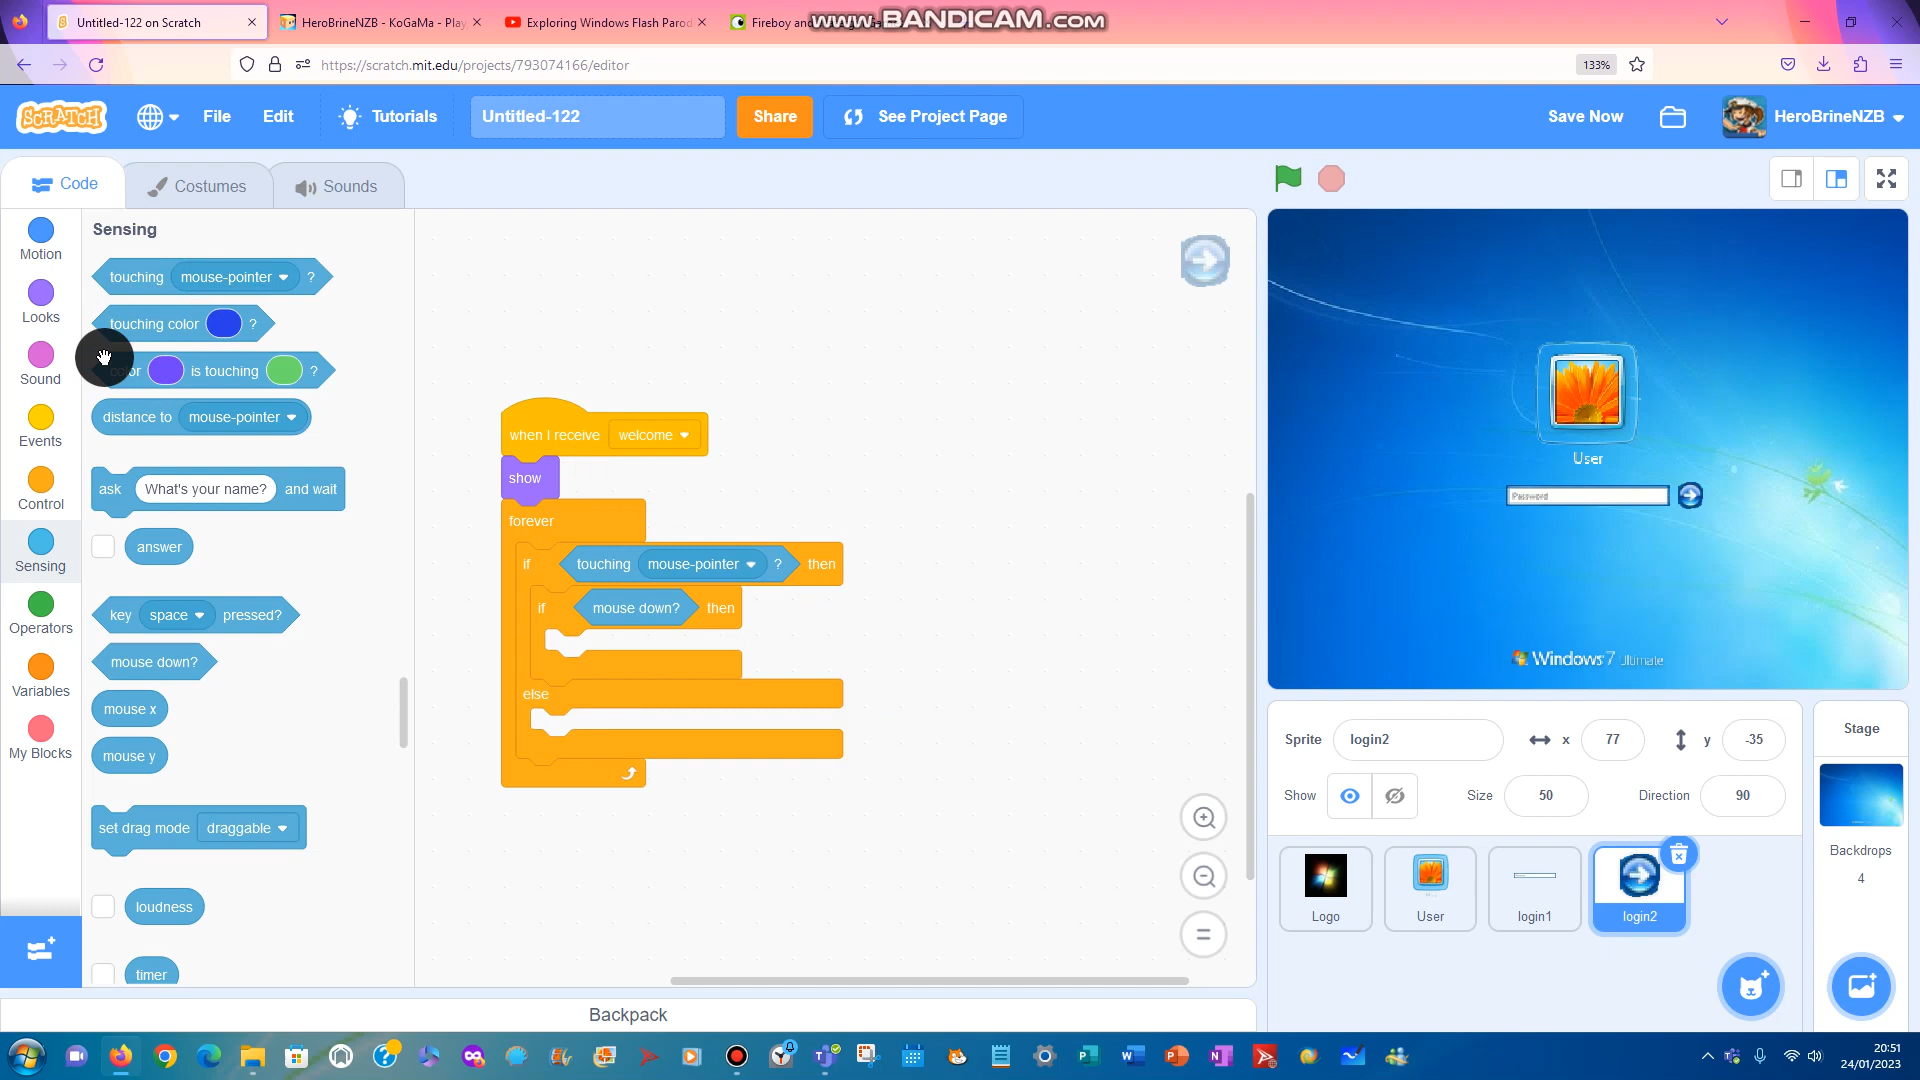 Untitled-122 on Scratch
HeroBrineNZB - KoGaMa - Play
Exploring Windows Flash Parod
Fireboy and
www.BANDICAM.com
https://scratch.mit.edu/projects/793074166/editor
133%
SCRATCH
File
Edit
Tutorials
Untitled-122
Share
See Project Page
Save Now
HeroBrineNZB
Code
Costumes
Sounds
Motion
Looks
Sound
Events
Control
Sensing
Operators
Variables
My Blocks
Sensing
touching mouse-pointer ?
touching color ?
color is touching ?
distance to mouse-pointer
ask What's your name? and wait
answer
key space pressed?
mouse down?
mouse x
mouse y
set drag mode draggable
loudness
timer
when I receive welcome
show
forever
if touching mouse-pointer ? then
if mouse down? then
else
User
Password
Windows 7 Ultimate
Sprite login2 x 77 y -35
Show Size 50 Direction 90
Logo
User
login1
login2
Stage
Backdrops
4
Backpack
20:51
24/01/2023